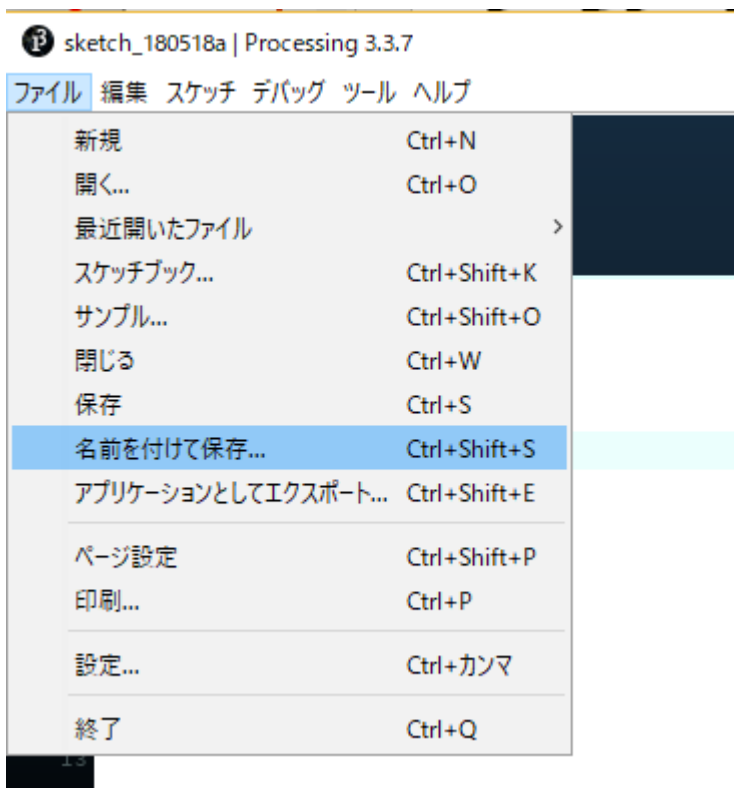 sketch_180518a | Processing 3.3.7
ファイル 編集 スケッチ デバッグ ツール ヘルプ
新規 Ctrl+N
開く... Ctrl+O
最近開いたファイル >
スケッチブック... Ctrl+Shift+K
サンプル... Ctrl+Shift+O
閉じる Ctrl+W
保存 Ctrl+S
名前を付けて保存... Ctrl+Shift+S
アプリケーションとしてエクスポート... Ctrl+Shift+E
ページ設定 Ctrl+Shift+P
印刷... Ctrl+P
設定... Ctrl+カンマ
終了 Ctrl+Q
13